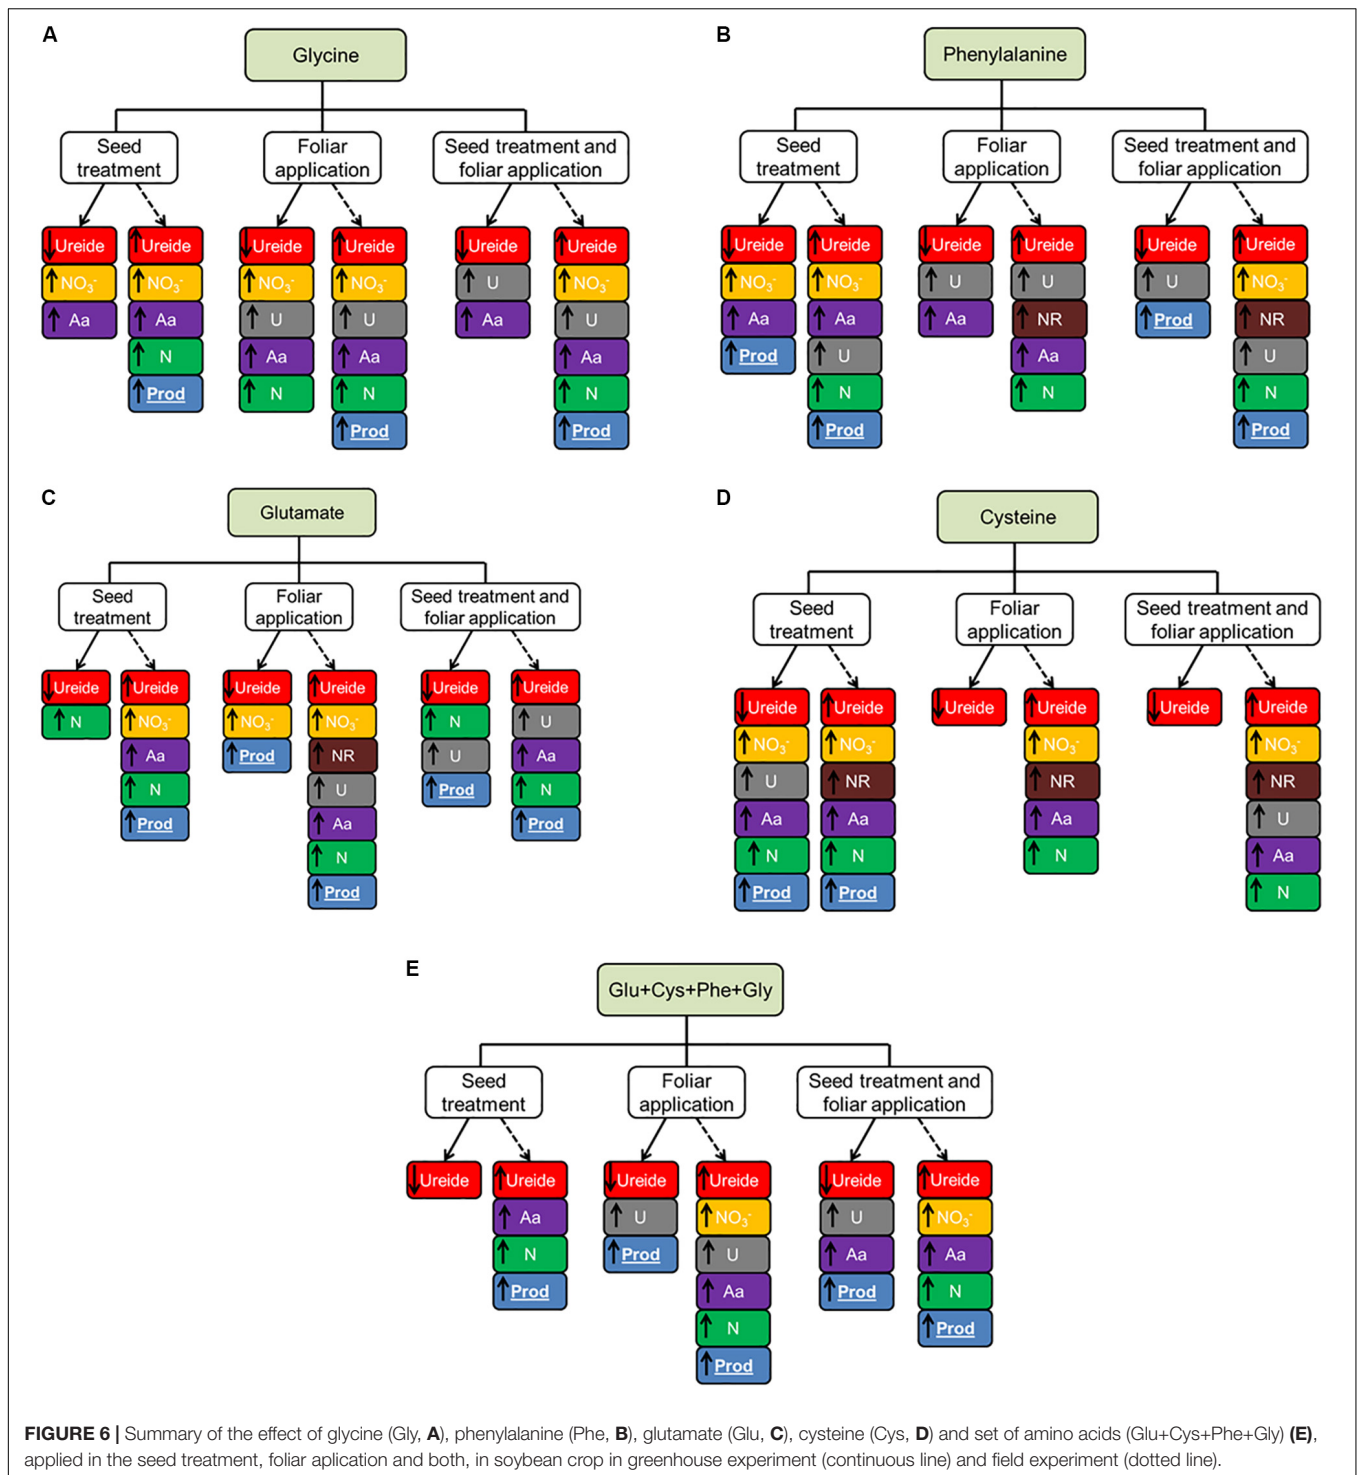 A
Glycine
Seed
treatment
Foliar
application
Seed treatment and
foliar application
↓Ureide ↑Ureide ↓Ureide ↑Ureide ↓Ureide ↑Ureide
↑NO₃⁻ ↑NO₃⁻ ↑NO₃⁻ ↑NO₃⁻ ↑U ↑NO₃⁻
↑Aa ↑Aa ↑U ↑U ↑Aa ↑U
↑N ↑Aa ↑Aa ↑Aa
↑Prod ↑N ↑N ↑N
↑Prod ↑Prod
B
Phenylalanine
Seed
treatment
Foliar
application
Seed treatment and
foliar application
↓Ureide ↑Ureide ↓Ureide ↑Ureide ↓Ureide ↑Ureide
↑NO₃⁻ ↑NO₃⁻ ↑U ↑U ↑U ↑NO₃⁻
↑Aa ↑Aa ↑Aa ↑NR ↑Prod ↑NR
↑Prod ↑U ↑Aa ↑U
↑N ↑N ↑N
↑Prod ↑Prod
C
Glutamate
Seed
treatment
Foliar
application
Seed treatment and
foliar application
↓Ureide ↑Ureide ↓Ureide ↑Ureide ↓Ureide ↑Ureide
↑N ↑NO₃⁻ ↑NO₃⁻ ↑NO₃⁻ ↑N ↑U
↑Aa ↑Prod ↑NR ↑U ↑Aa
↑N ↑U ↑Prod ↑N
↑Prod ↑Aa ↑Prod
↑N
↑Prod
D
Cysteine
Seed
treatment
Foliar
application
Seed treatment and
foliar application
↓Ureide ↑Ureide ↓Ureide ↑Ureide ↓Ureide ↑Ureide
↑NO₃⁻ ↑NO₃⁻ ↑NO₃⁻ ↑NO₃⁻
↑U ↑NR ↑NR ↑NR
↑Aa ↑Aa ↑Aa ↑U
↑N ↑N ↑N ↑Aa
↑Prod ↑Prod ↑N
E
Glu+Cys+Phe+Gly
Seed
treatment
Foliar
application
Seed treatment and
foliar application
↓Ureide ↑Ureide ↓Ureide ↑Ureide ↓Ureide ↑Ureide
↑Aa ↑U ↑NO₃⁻ ↑U ↑NO₃⁻
↑N ↑Prod ↑U ↑Aa ↑Aa
↑Prod ↑Aa ↑Prod ↑N
↑N ↑Prod
↑Prod
FIGURE 6 | Summary of the effect of glycine (Gly, A), phenylalanine (Phe, B), glutamate (Glu, C), cysteine (Cys, D) and set of amino acids (Glu+Cys+Phe+Gly) (E),
applied in the seed treatment, foliar aplication and both, in soybean crop in greenhouse experiment (continuous line) and field experiment (dotted line).